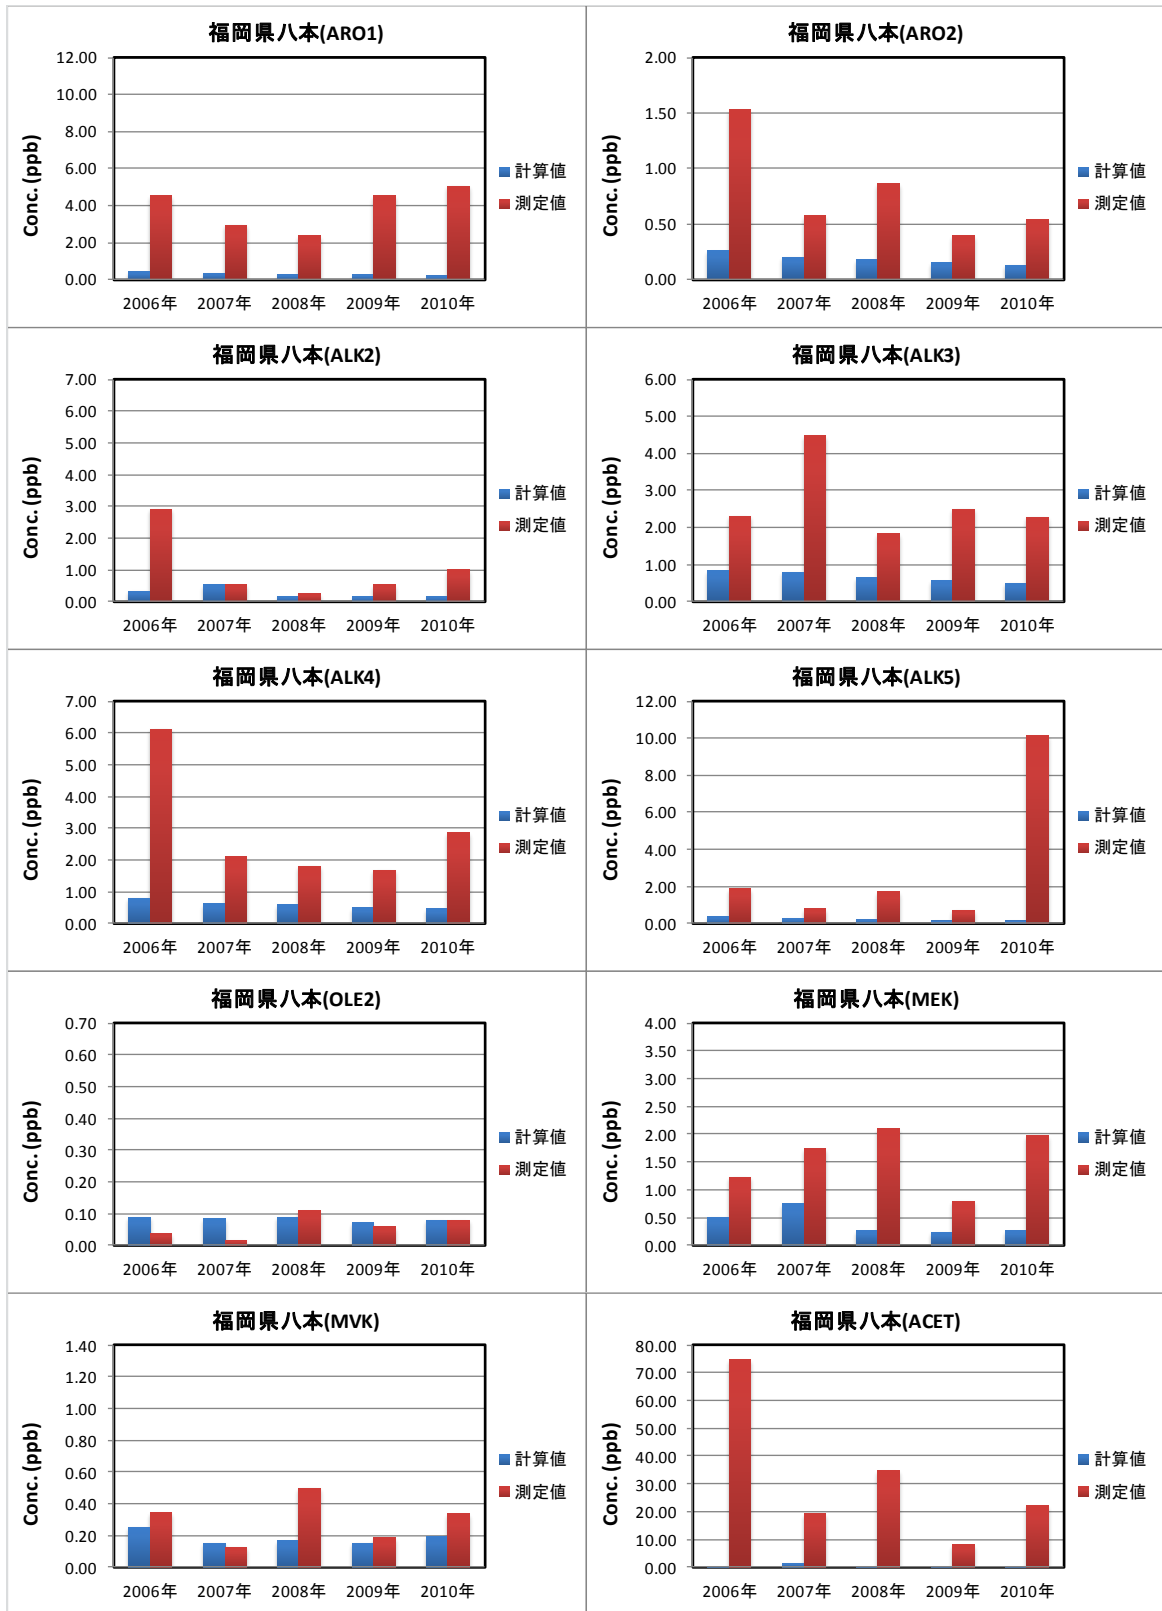 福岡県八本(ARO1)
12.00
10.00
8.00
6.00
4.00
2.00
0.00
Conc. (ppb)
2006年 2007年 2008年 2009年 2010年
計算値
測定値
福岡県八本(ARO2)
2.00
1.50
1.00
0.50
0.00
Conc. (ppb)
2006年 2007年 2008年 2009年 2010年
計算値
測定値
福岡県八本(ALK2)
7.00
6.00
5.00
4.00
3.00
2.00
1.00
0.00
Conc. (ppb)
2006年 2007年 2008年 2009年 2010年
計算値
測定値
福岡県八本(ALK3)
6.00
5.00
4.00
3.00
2.00
1.00
0.00
Conc. (ppb)
2006年 2007年 2008年 2009年 2010年
計算値
測定値
福岡県八本(ALK4)
7.00
6.00
5.00
4.00
3.00
2.00
1.00
0.00
Conc. (ppb)
2006年 2007年 2008年 2009年 2010年
計算値
測定値
福岡県八本(ALK5)
12.00
10.00
8.00
6.00
4.00
2.00
0.00
Conc. (ppb)
2006年 2007年 2008年 2009年 2010年
計算値
測定値
福岡県八本(OLE2)
0.70
0.60
0.50
0.40
0.30
0.20
0.10
0.00
Conc. (ppb)
2006年 2007年 2008年 2009年 2010年
計算値
測定値
福岡県八本(MEK)
4.00
3.50
3.00
2.50
2.00
1.50
1.00
0.50
0.00
Conc. (ppb)
2006年 2007年 2008年 2009年 2010年
計算値
測定値
福岡県八本(MVK)
1.40
1.20
1.00
0.80
0.60
0.40
0.20
0.00
Conc. (ppb)
2006年 2007年 2008年 2009年 2010年
計算値
測定値
福岡県八本(ACET)
80.00
70.00
60.00
50.00
40.00
30.00
20.00
10.00
0.00
Conc. (ppb)
2006年 2007年 2008年 2009年 2010年
計算値
測定値